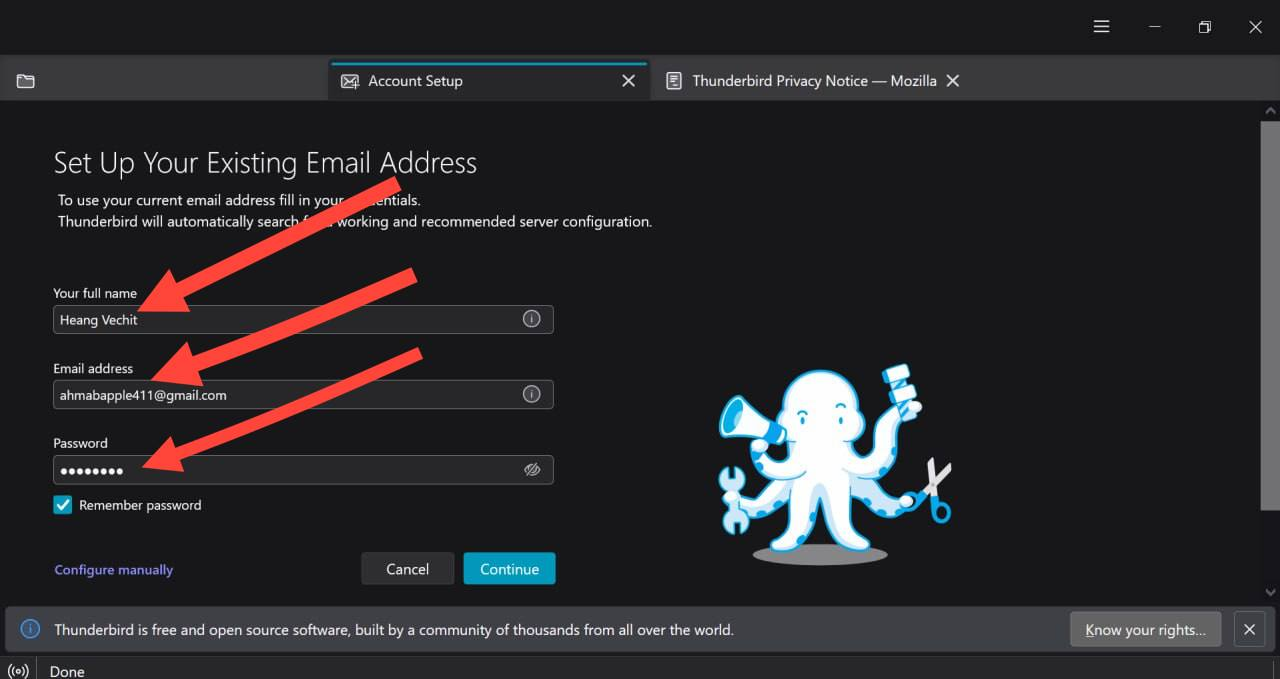 Account Setup
Thunderbird Privacy Notice — Mozilla
Set Up Your Existing Email Address
To use your current email address fill in your entials.
Thunderbird will automatically search f working and recommended server configuration.
Your full name
Heang Vechit
Email address
ahmabapple411@gmail.com
Password
Remember password
Configure manually
Cancel
Continue
Thunderbird is free and open source software, built by a community of thousands from all over the world.
Know your rights...
Done